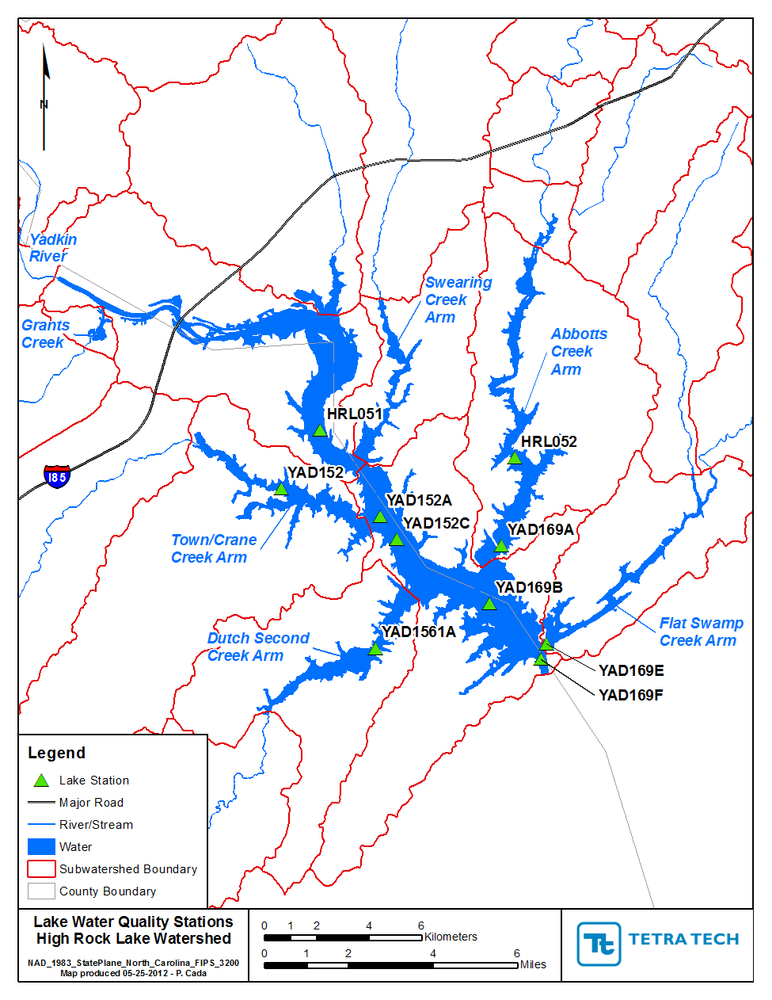 N
Yadkin
River
Grants
Creek
Swearing
Creek
Arm
Abbotts
Creek
Arm
HRL051
HRL052
I85
YAD152
YAD152A
YAD152C
YAD169A
Town/Crane
Creek Arm
YAD169B
Flat Swamp
Creek Arm
YAD1561A
Dutch Second
Creek Arm
YAD169E
YAD169F
Legend
Lake Station
Major Road
River/Stream
Water
Subwatershed Boundary
County Boundary
Lake Water Quality Stations
High Rock Lake Watershed
NAD_1983_StatePlane_North_Carolina_FIPS_3200
Map produced 05-25-2012 - P. Cada
0 1 2 4 6
Kilometers
0 1 2 4 6
Miles
Tt TETRA TECH